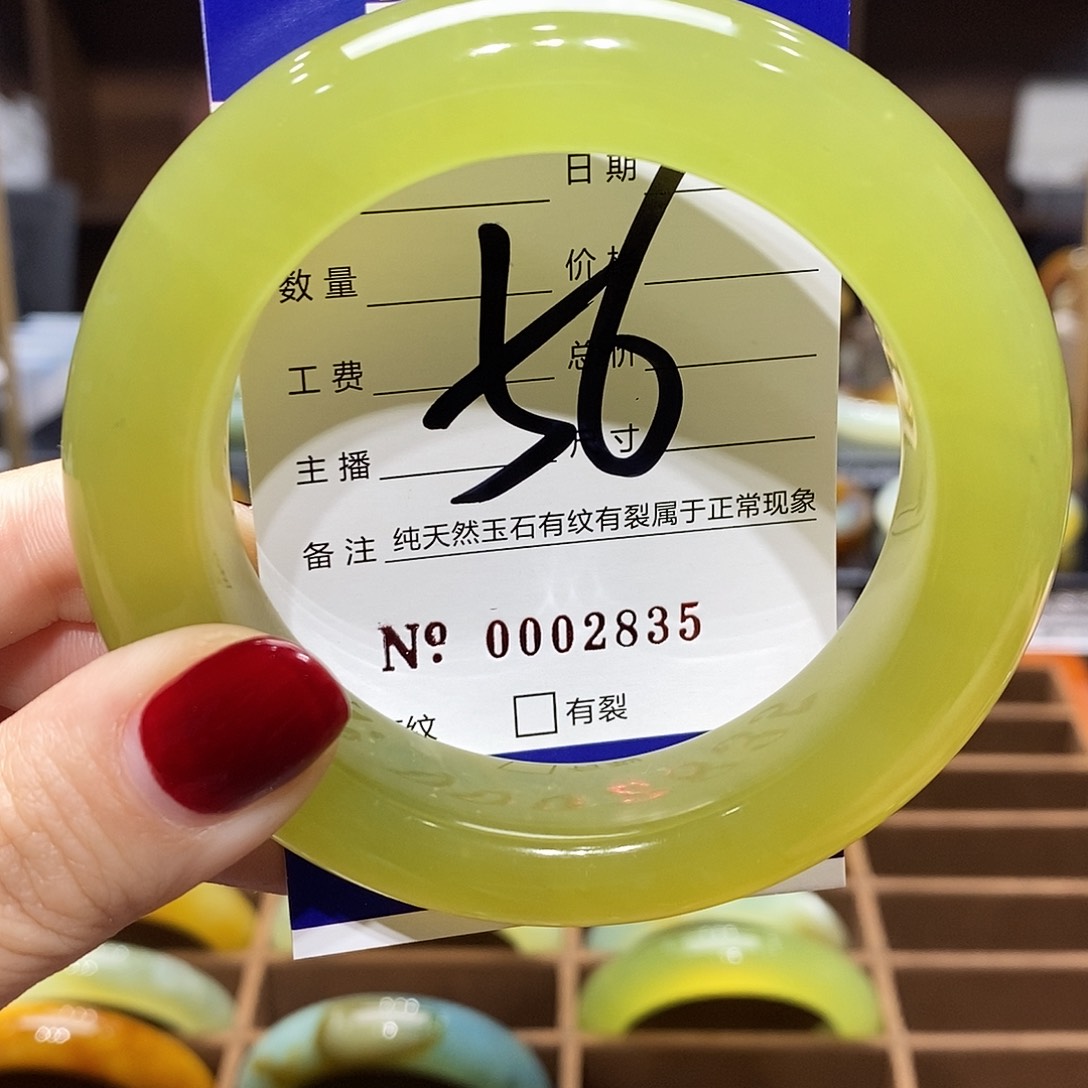 日期
数量 价格
56
工费 总价
主播 尺寸
备注 纯天然玉石有纹有裂属于正常现象
Nº 0002835
纹 □有裂